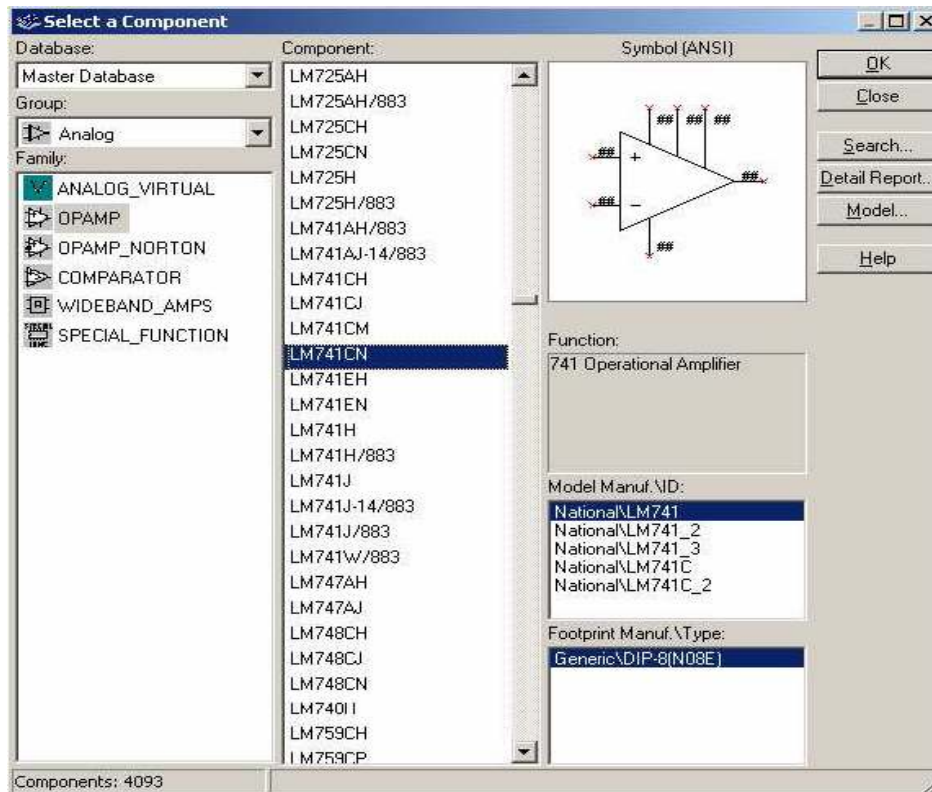 Select a Component
Database:
Master Database
Group:
Analog
Family:
ANALOG_VIRTUAL
OPAMP
OPAMP_NORTON
COMPARATOR
WIDEBAND_AMPS
SPECIAL_FUNCTION
Component:
LM725AH
LM725AH/883
LM725CH
LM725CN
LM725H
LM725H/883
LM741AH/883
LM741AJ-14/883
LM741CH
LM741CJ
LM741CM
LM741CN
LM741EH
LM741EN
LM741H
LM741H/883
LM741J
LM741J-14/883
LM741J/883
LM741W/883
LM747AH
LM747AJ
LM748CH
LM748CJ
LM748CN
LM759CH
LM759CP
Symbol (ANSI)
## ## ##
##
+
##
##
−
##
Function:
741 Operational Amplifier
Model Manuf.\ID:
National\LM741
National\LM741_2
National\LM741_3
National\LM741C
National\LM741C_2
Footprint Manuf.\Type:
Generic\DIP-8(N08E)
OK
Close
Search...
Detail Report..
Model...
Help
Components: 4093